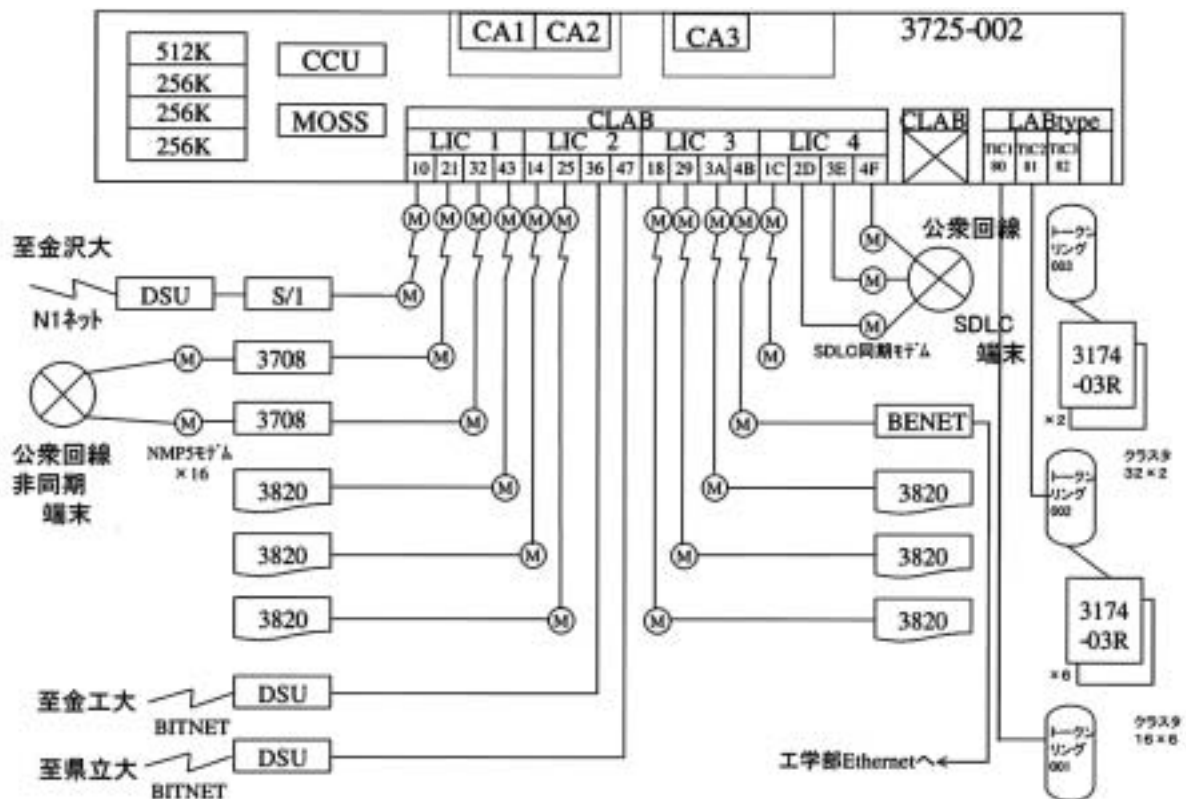 3725-002
CA1 CA2 CA3
512K
256K
256K
256K
CCU
MOSS
CLAB
LIC 1 LIC 2 LIC 3 LIC 4
10 21 32 43 14 25 36 47 18 29 3A 4B 1C 2D 3E 4F
CLAB
LABtype
TIC1 80
TIC2 81
TIC3 82
M M M M M M M M M M M
至金沢大
N1ネット
DSU
S/1
M
公衆回線
M
M
M
SDLC
端末
SDLC同期モデム
トークン
リング
003
3174
-03R
×2
クラスタ
32×2
M
3708
M
M
M
3708
M
NMP5モデム
×16
公衆回線
非同期
端末
M
BENET
3820
M
M
3820
トークン
リング
002
3820
M
M
3820
3820
M
M
3820
3174
-03R
×6
クラスタ
16×6
至金工大
BITNET
DSU
至県立大
BITNET
DSU
工学部Ethernetへ
トークン
リング
001